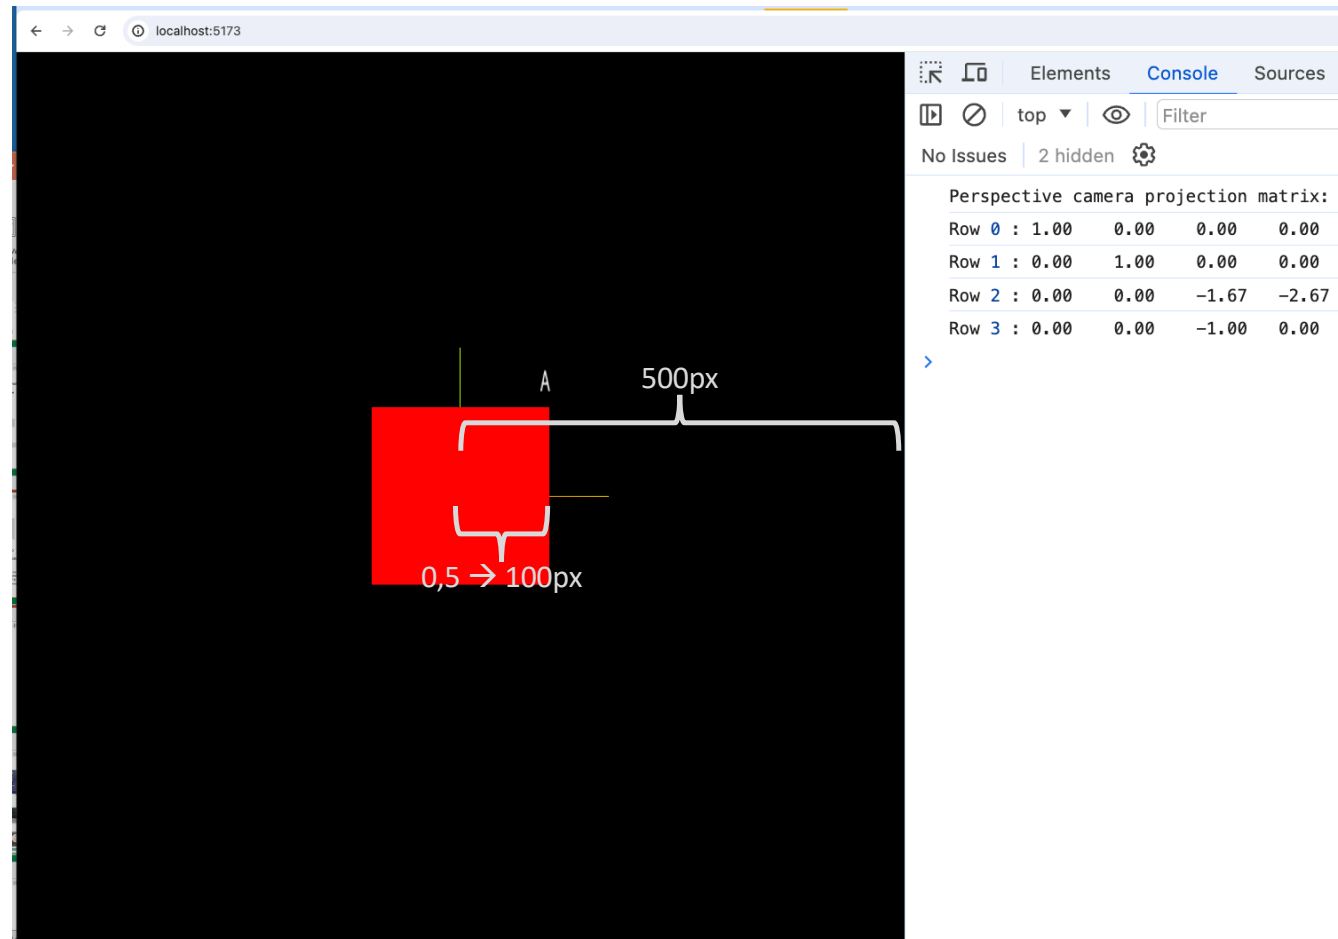 localhost:5173
Elements Console Sources
top Filter
No Issues 2 hidden
Perspective camera projection matrix:
Row 0 : 1.00 0.00 0.00 0.00
Row 1 : 0.00 1.00 0.00 0.00
Row 2 : 0.00 0.00 -1.67 -2.67
Row 3 : 0.00 0.00 -1.00 0.00
A
500px
0,5 → 100px